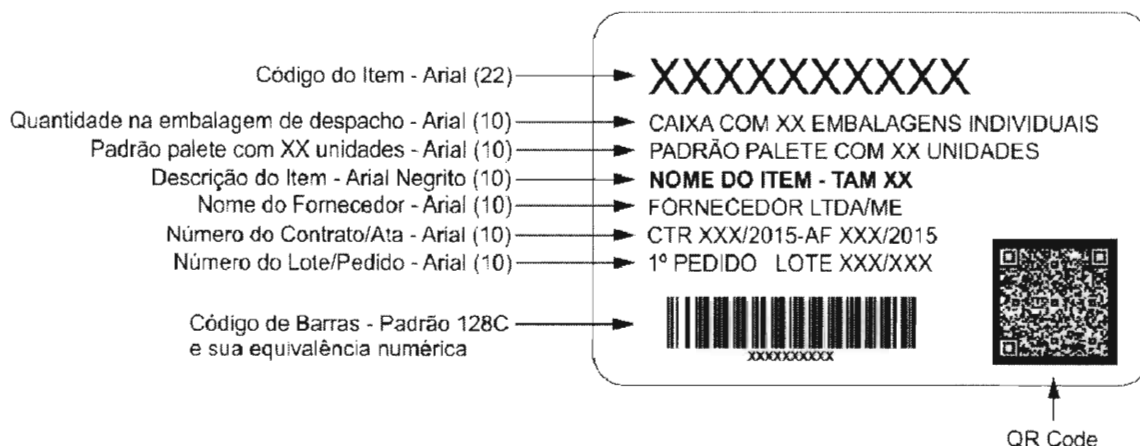 Código do Item - Arial (22)
XXXXXXXXXX
Quantidade na embalagem de despacho - Arial (10)
CAIXA COM XX EMBALAGENS INDIVIDUAIS
Padrão palete com XX unidades - Arial (10)
PADRÃO PALETE COM XX UNIDADES
Descrição do Item - Arial Negrito (10)
NOME DO ITEM - TAM XX
Nome do Fornecedor - Arial (10)
FORNECEDOR LTDA/ME
Número do Contrato/Ata - Arial (10)
CTR XXX/2015-AF XXX/2015
Número do Lote/Pedido - Arial (10)
1º PEDIDO LOTE XXX/XXX
Código de Barras - Padrão 128C
e sua equivalência numérica
XXXXXXXXXX
QR Code